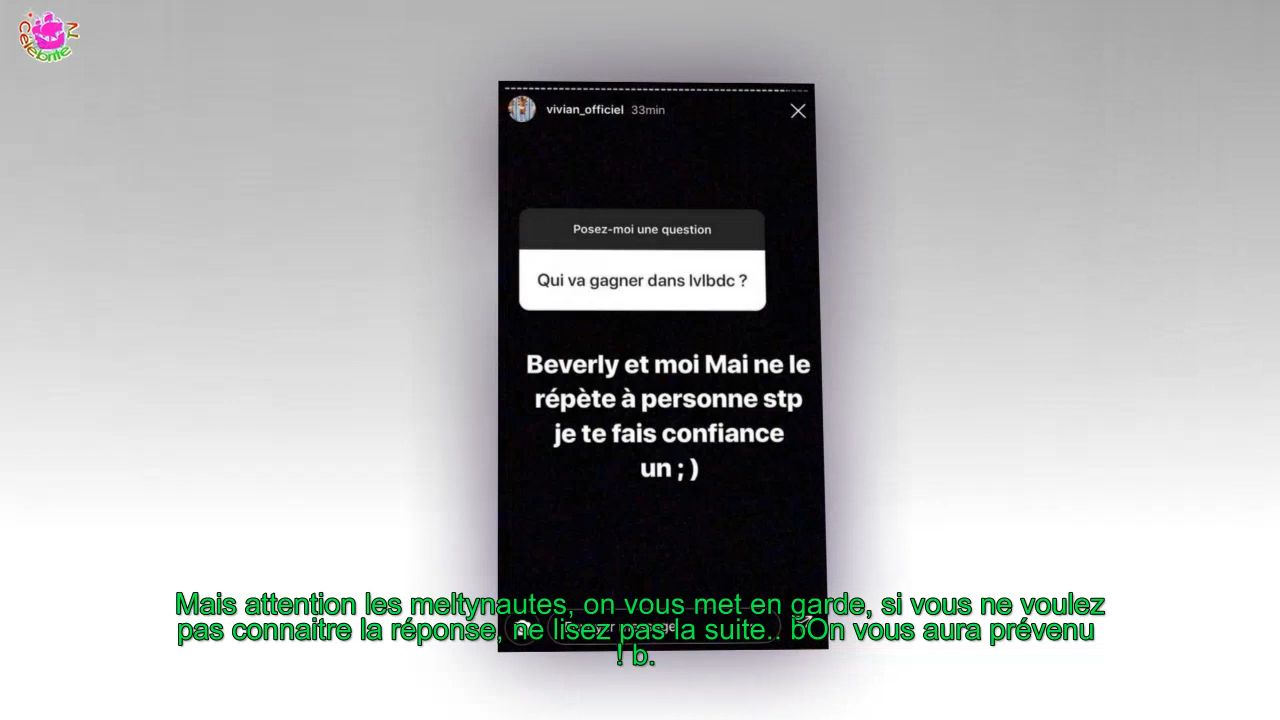 Célébrité
vivian_officiel 33min
Posez-moi une question
Qui va gagner dans lvlbdc ?
Beverly et moi Mai ne le
répète à personne stp
je te fais confiance
un ; )
Mais attention les meltynautes, on vous met en garde, si vous ne voulez
pas connaitre la réponse, ne lisez pas la suite.. bOn vous aura prévenu
! b.